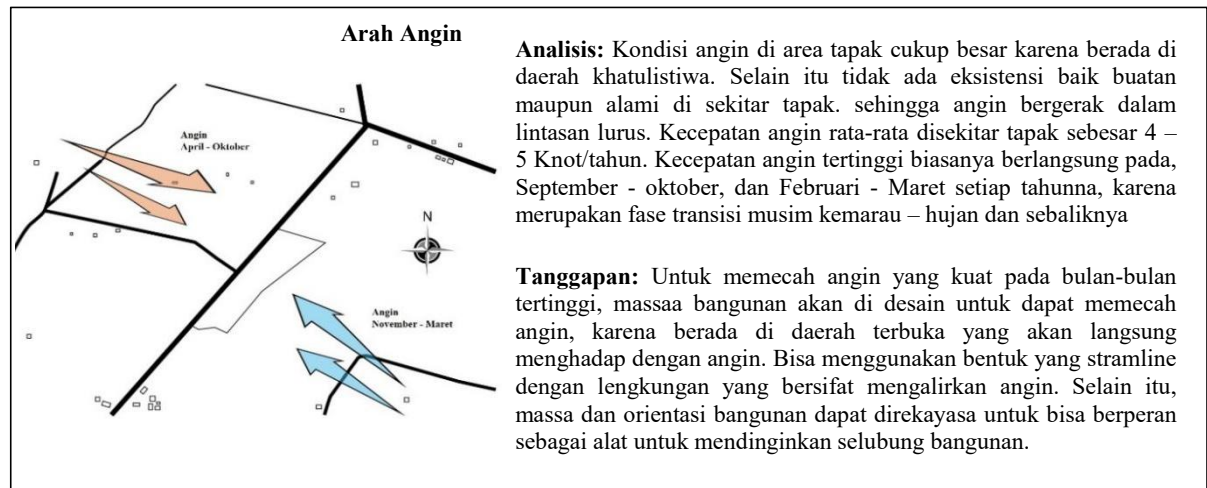 Arah Angin
Angin
April - Oktober
N
Angin
November - Maret
Analisis: Kondisi angin di area tapak cukup besar karena berada di
daerah khatulistiwa. Selain itu tidak ada eksistensi baik buatan
maupun alami di sekitar tapak. sehingga angin bergerak dalam
lintasan lurus. Kecepatan angin rata-rata disekitar tapak sebesar 4 –
5 Knot/tahun. Kecepatan angin tertinggi biasanya berlangsung pada,
September - oktober, dan Februari - Maret setiap tahunna, karena
merupakan fase transisi musim kemarau – hujan dan sebaliknya
Tanggapan: Untuk memecah angin yang kuat pada bulan-bulan
tertinggi, massaa bangunan akan di desain untuk dapat memecah
angin, karena berada di daerah terbuka yang akan langsung
menghadap dengan angin. Bisa menggunakan bentuk yang stramline
dengan lengkungan yang bersifat mengalirkan angin. Selain itu,
massa dan orientasi bangunan dapat direkayasa untuk bisa berperan
sebagai alat untuk mendinginkan selubung bangunan.